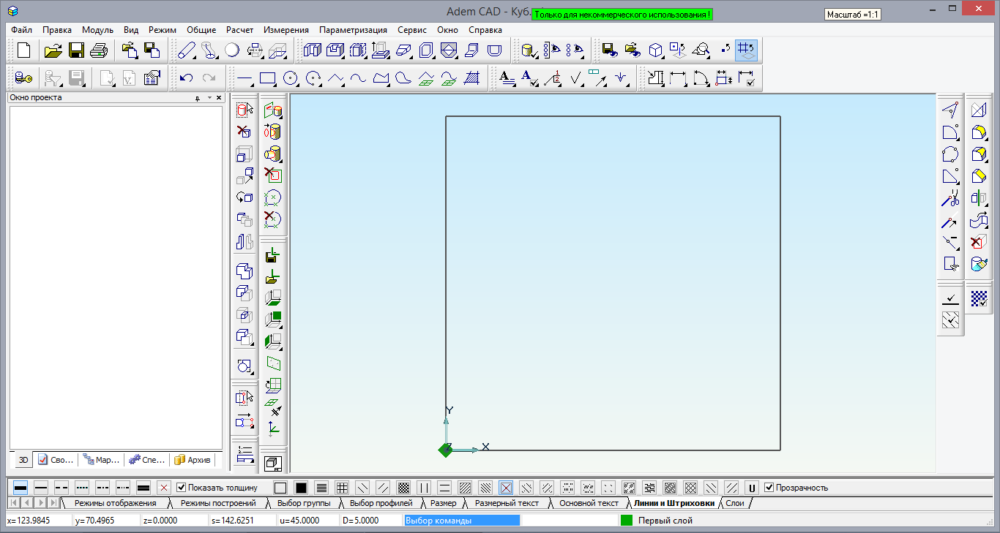 Adem CAD - Куб.
Только для некоммерческого использования !
Масштаб =1:1
Файл Правка Модуль Вид Режим Общие Расчет Измерения Параметризация Сервис Окно Справка
Окно проекта
Y
Z
X
3D Сво... Мар... Спе... Архив
Показать толщину
U
Прозрачность
Режимы отображения Режимы построений Выбор группы Выбор профилей Размер Размерный текст Основной текст Линии и Штриховки Слои
x=123.9845 y=70.4965 z=0.0000 s=142.6251 u=45.0000 D=5.0000 Выбор команды Первый слой